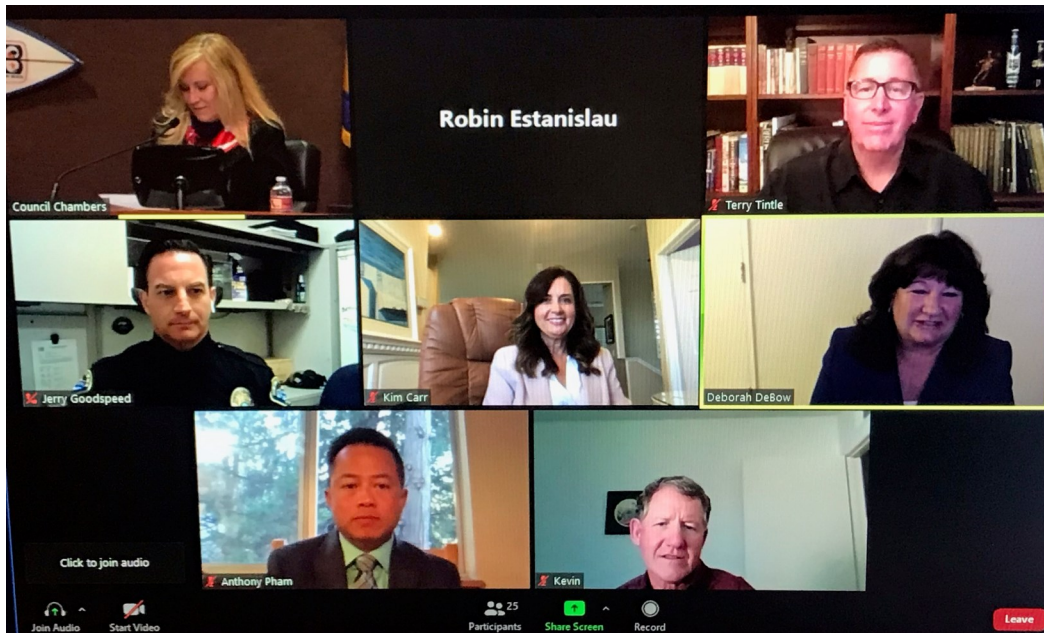 Council Chambers
Robin Estanislau
Terry Tintle
Jerry Goodspeed
Kim Carr
Deborah DeBow
Click to join audio
Anthony Pham
Kevin
Join Audio
Start Video
Participants 25
Share Screen
Record
Leave